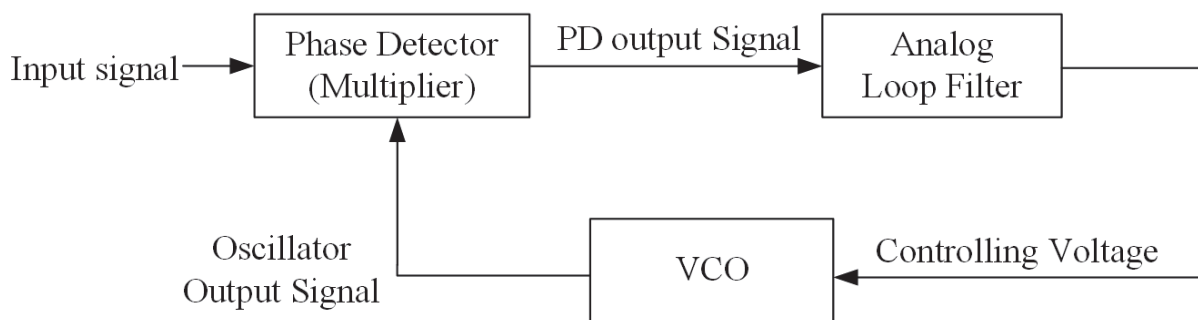 Input signal
Phase Detector
(Multiplier)
PD output Signal
Analog
Loop Filter
Oscillator
Output Signal
VCO
Controlling Voltage